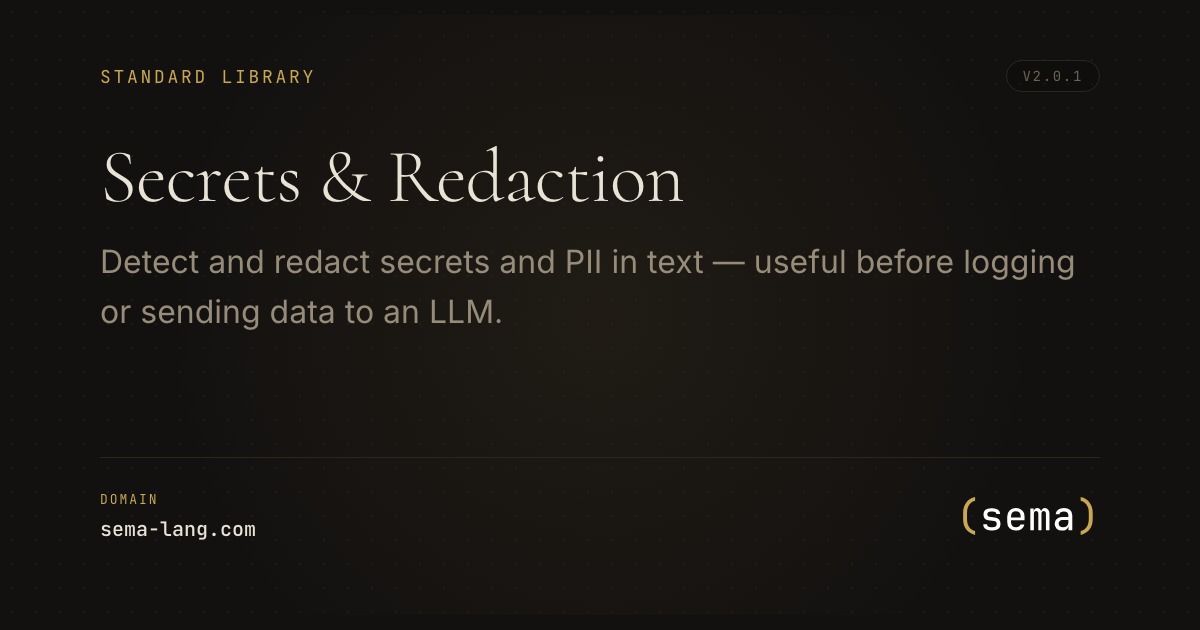 STANDARD LIBRARY
V2.0.1
Secrets & Redaction
Detect and redact secrets and PII in text — useful before logging
or sending data to an LLM.
DOMAIN
sema-lang.com
(sema)